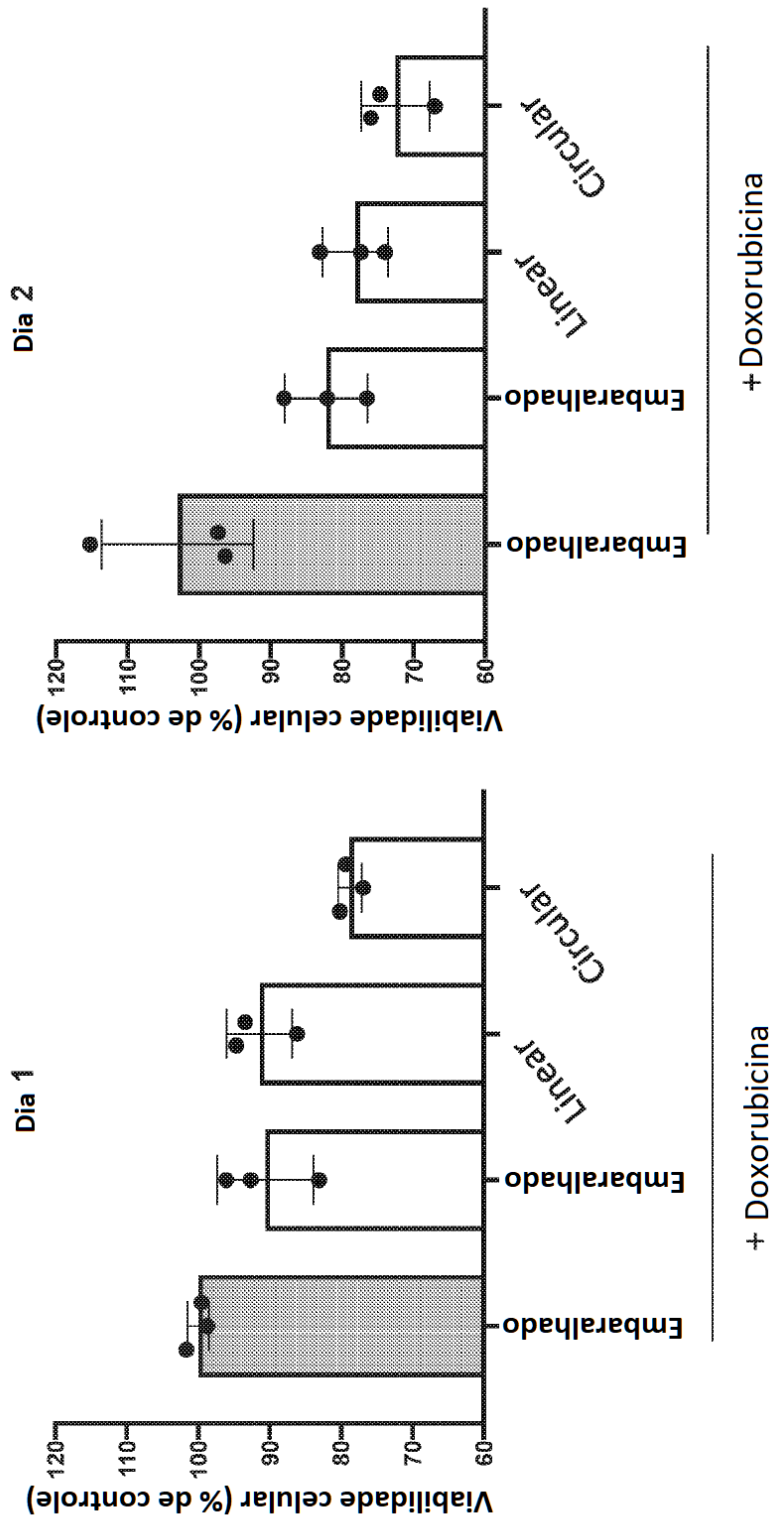 Dia 1
Viabilidade celular (% de controle)
120
110
100
90
80
70
60
Embaralhado
Embaralhado
Linear
Circular
+ Doxorubicina
Dia 2
Viabilidade celular (% de controle)
120
110
100
90
80
70
60
Embaralhado
Embaralhado
Linear
Circular
+ Doxorubicina